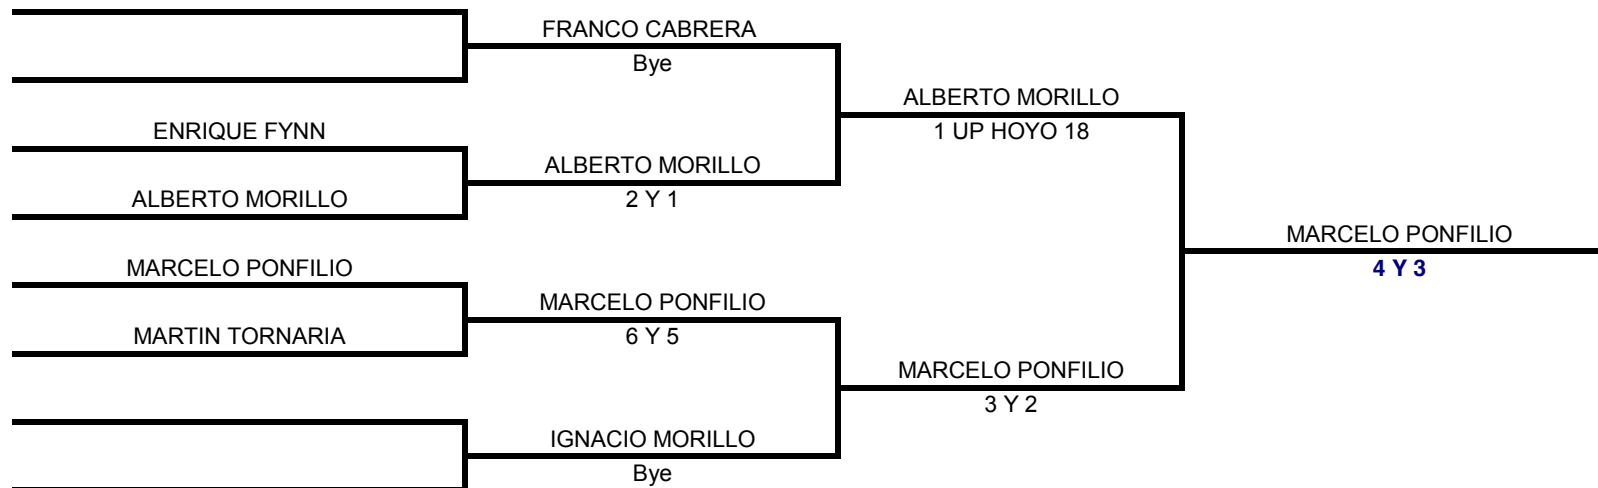 FRANCO CABRERA
Bye
ALBERTO MORILLO
1 UP HOYO 18
ENRIQUE FYNN
ALBERTO MORILLO
2 Y 1
ALBERTO MORILLO
MARCELO PONFILIO
4 Y 3
MARCELO PONFILIO
MARCELO PONFILIO
6 Y 5
MARTIN TORNARIA
MARCELO PONFILIO
3 Y 2
IGNACIO MORILLO
Bye